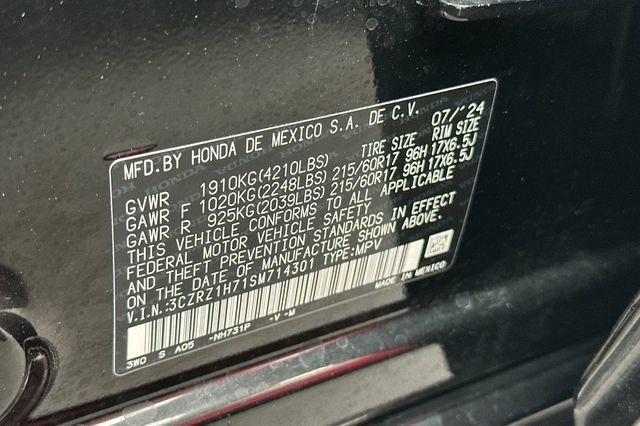 MFD.BY HONDA DE MEXICO S.A. DE C.V. 07/'24
GVWR 1910KG(4210LBS) TIRE SIZE RIM SIZE
GAWR F 1020KG(2248LBS) 215/60R17 96H 17X6.5J
GAWR R 925KG(2039LBS) 215/60R17 96H 17X6.5J
THIS VEHICLE CONFORMS TO ALL APPLICABLE
FEDERAL MOTOR VEHICLE SAFETY
AND THEFT PREVENTION STANDARDS IN EFFECT
ON THE DATE OF MANUFACTURE SHOWN ABOVE.
V.I.N.:3CZRZ1H71SM714301 TYPE:MPV
MADE IN MEXICO
3W0 S A05 -NH731P -V -M